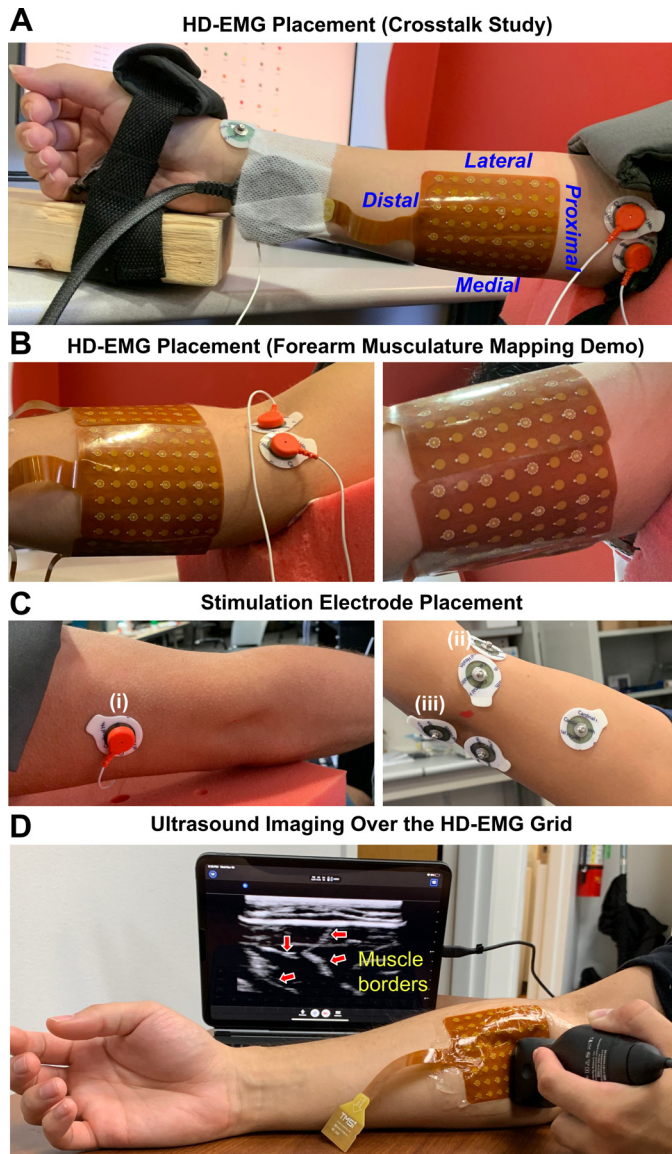 A
HD-EMG Placement (Crosstalk Study)
Lateral
Distal
Proximal
Medial
B
HD-EMG Placement (Forearm Musculature Mapping Demo)
C
Stimulation Electrode Placement
(i)
(ii)
(iii)
D
Ultrasound Imaging Over the HD-EMG Grid
Muscle
borders
TMSi